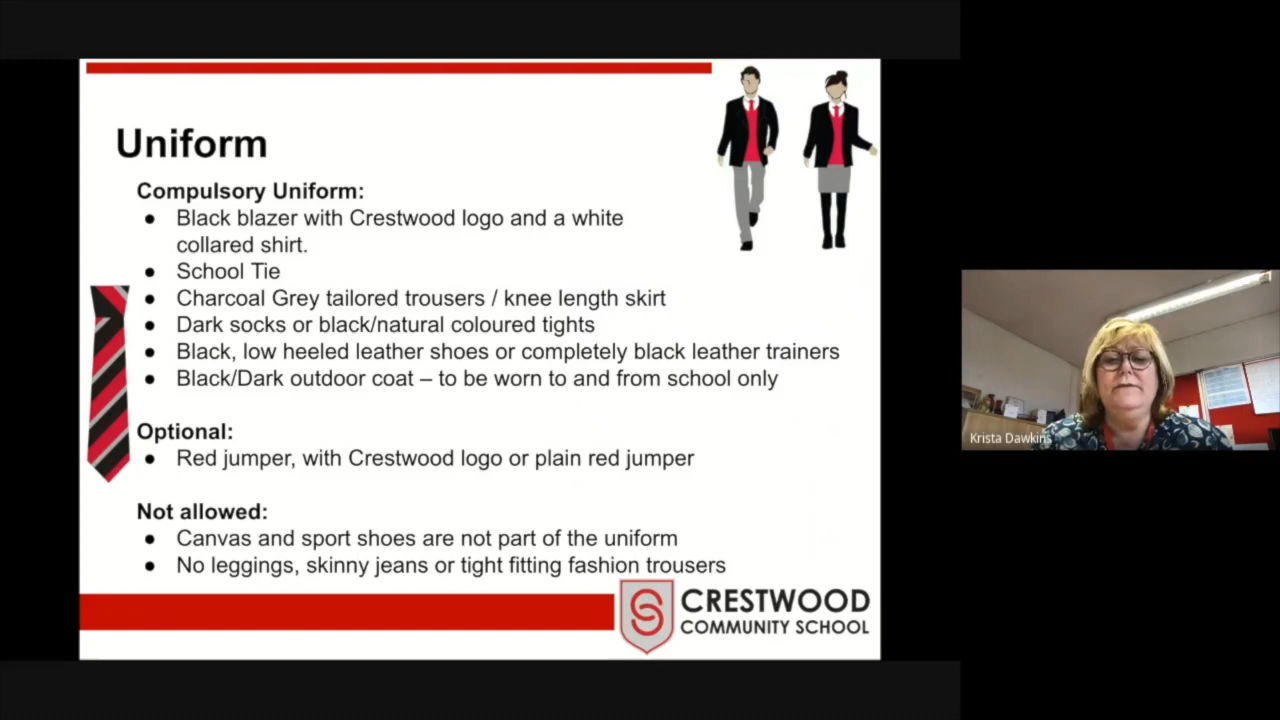 Uniform
Compulsory Uniform:
● Black blazer with Crestwood logo and a white
collared shirt.
● School Tie
● Charcoal Grey tailored trousers / knee length skirt
● Dark socks or black/natural coloured tights
● Black, low heeled leather shoes or completely black leather trainers
● Black/Dark outdoor coat – to be worn to and from school only
Optional:
● Red jumper, with Crestwood logo or plain red jumper
Not allowed:
● Canvas and sport shoes are not part of the uniform
● No leggings, skinny jeans or tight fitting fashion trousers
CRESTWOOD
COMMUNITY SCHOOL
Krista Dawkins